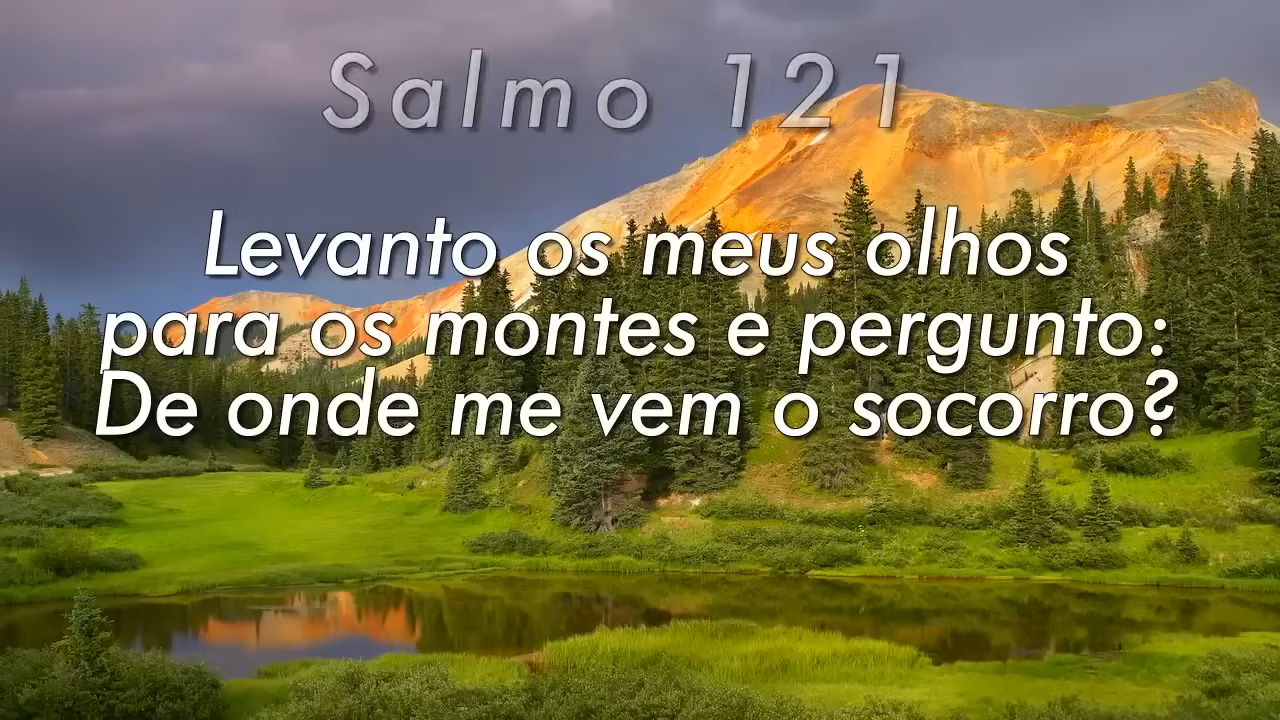 Salmo 121
Levanto os meus olhos
para os montes e pergunto:
De onde me vem o socorro?